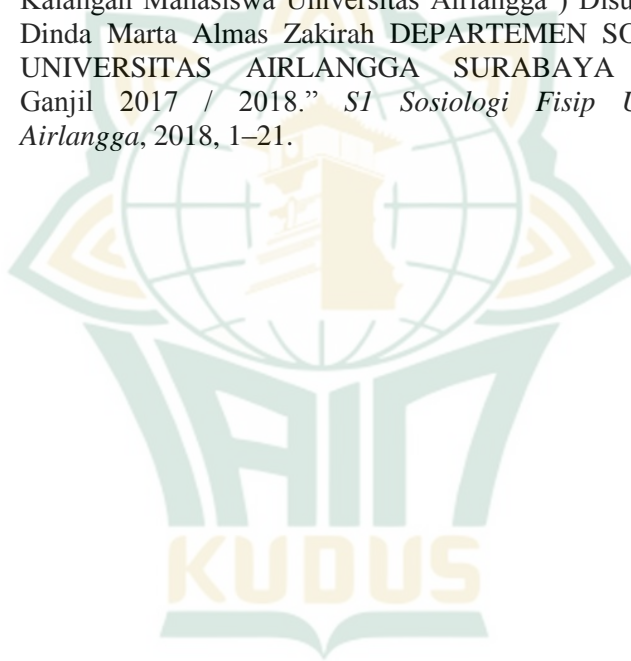 Kalangan Mahasiswa Universitas Airlangga ) Disu
Dinda Marta Almas Zakirah DEPARTEMEN SO
UNIVERSITAS AIRLANGGA SURABAYA
Ganjil 2017 / 2018.” S1 Sosiologi Fisip U
Airlangga, 2018, 1–21.
IAIN
KUDUS